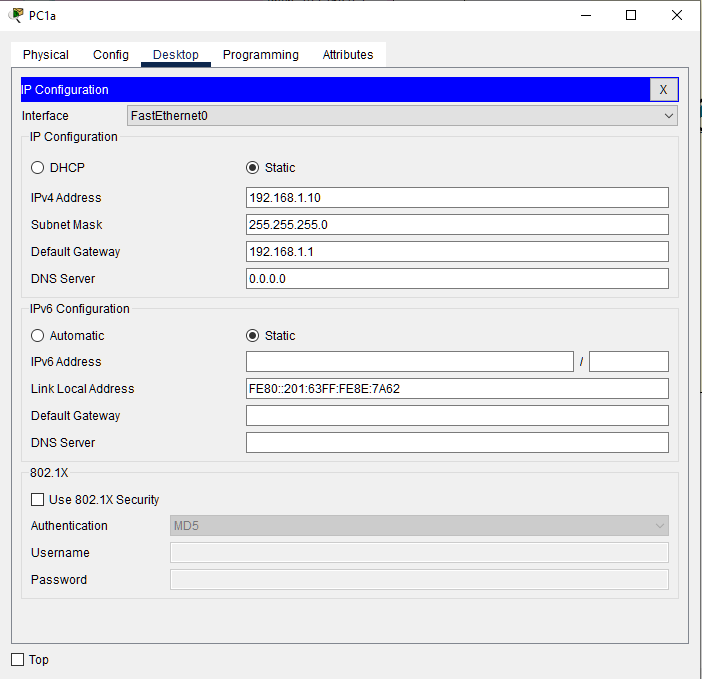 PC1a
Physical Config Desktop Programming Attributes
IP Configuration X
Interface FastEthernet0
IP Configuration
DHCP Static
IPv4 Address 192.168.1.10
Subnet Mask 255.255.255.0
Default Gateway 192.168.1.1
DNS Server 0.0.0.0
IPv6 Configuration
Automatic Static
IPv6 Address /
Link Local Address FE80::201:63FF:FE8E:7A62
Default Gateway
DNS Server
802.1X
Use 802.1X Security
Authentication MD5
Username
Password
Top